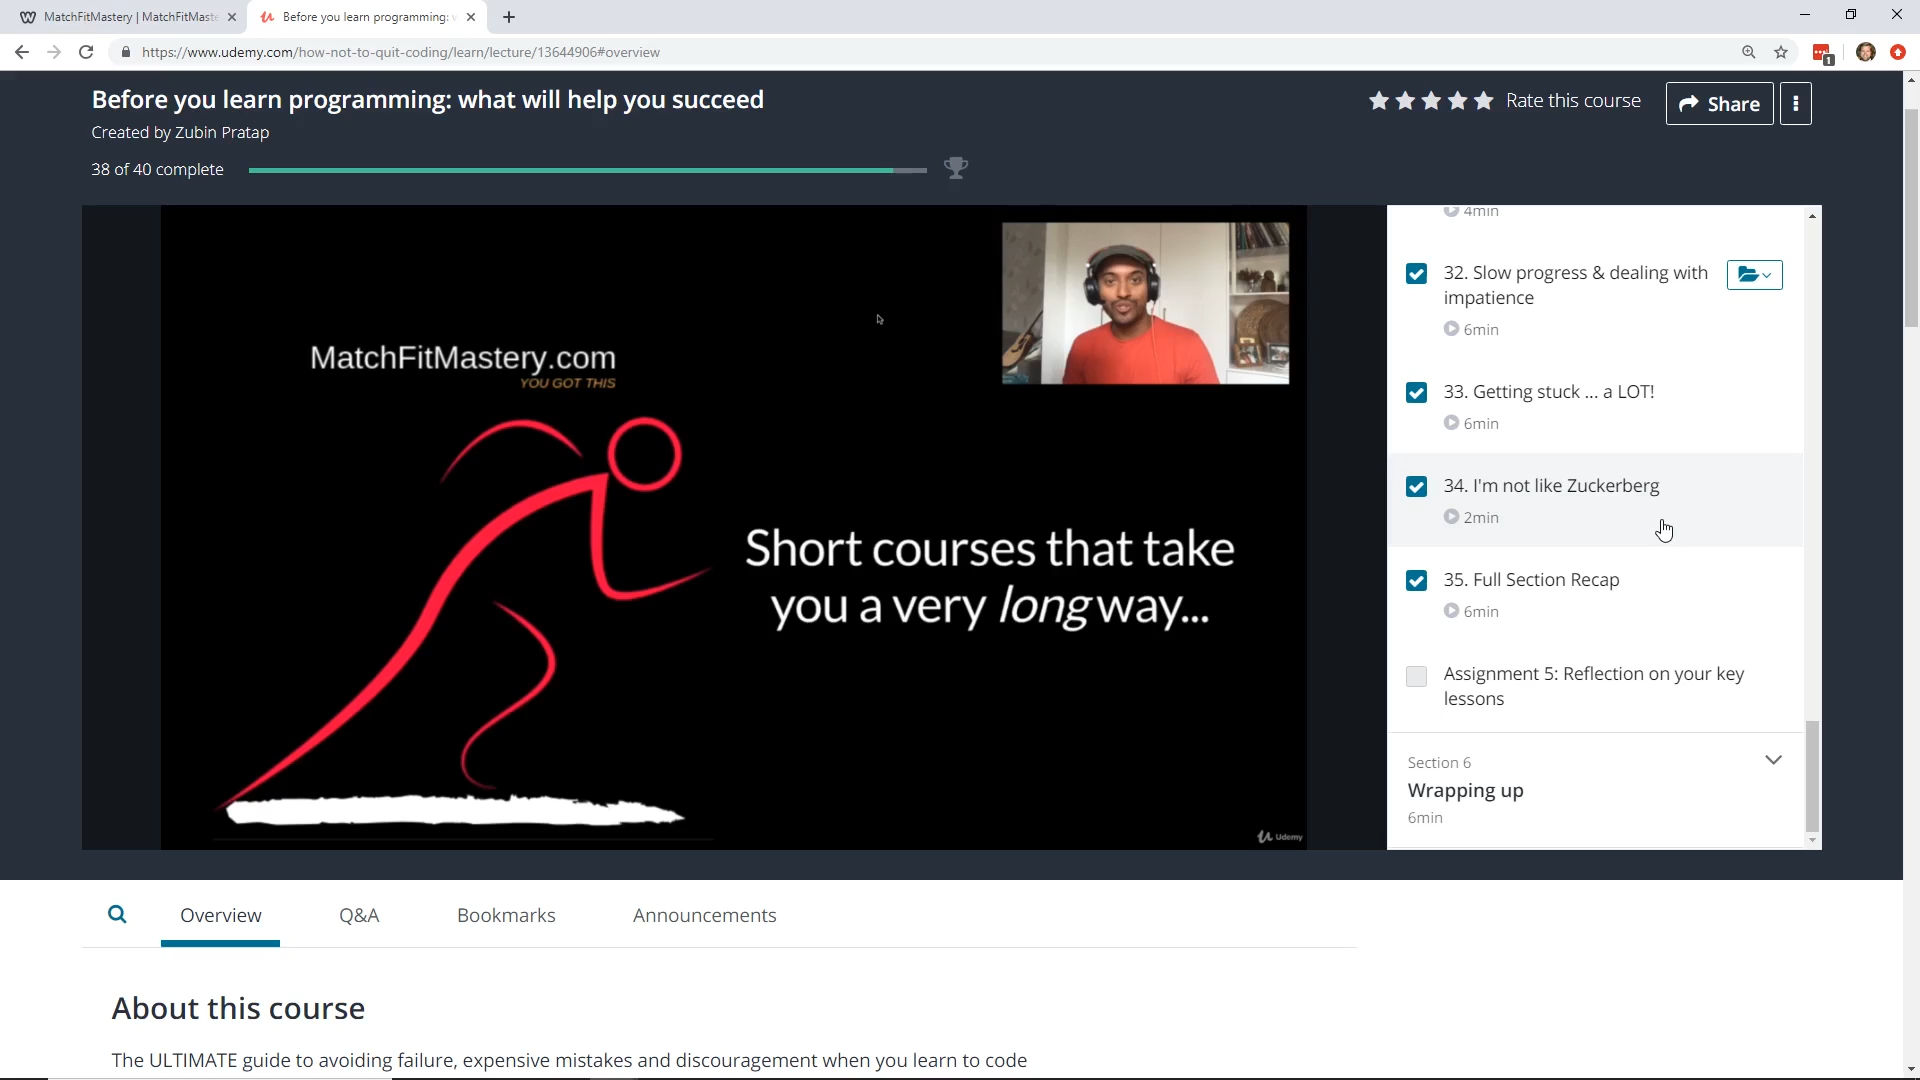 MatchFitMastery | MatchFitMaste
Before you learn programming: w
https://www.udemy.com/how-not-to-quit-coding/learn/lecture/13644906#overview
1
Before you learn programming: what will help you succeed
Created by Zubin Pratap
38 of 40 complete
Rate this course
Share
MatchFitMastery.com
YOU GOT THIS
Short courses that take
you a very long way...
Udemy
4min
32. Slow progress & dealing with
impatience
6min
33. Getting stuck ... a LOT!
6min
34. I'm not like Zuckerberg
2min
35. Full Section Recap
6min
Assignment 5: Reflection on your key
lessons
Section 6
Wrapping up
6min
Overview
Q&A
Bookmarks
Announcements
About this course
The ULTIMATE guide to avoiding failure, expensive mistakes and discouragement when you learn to code